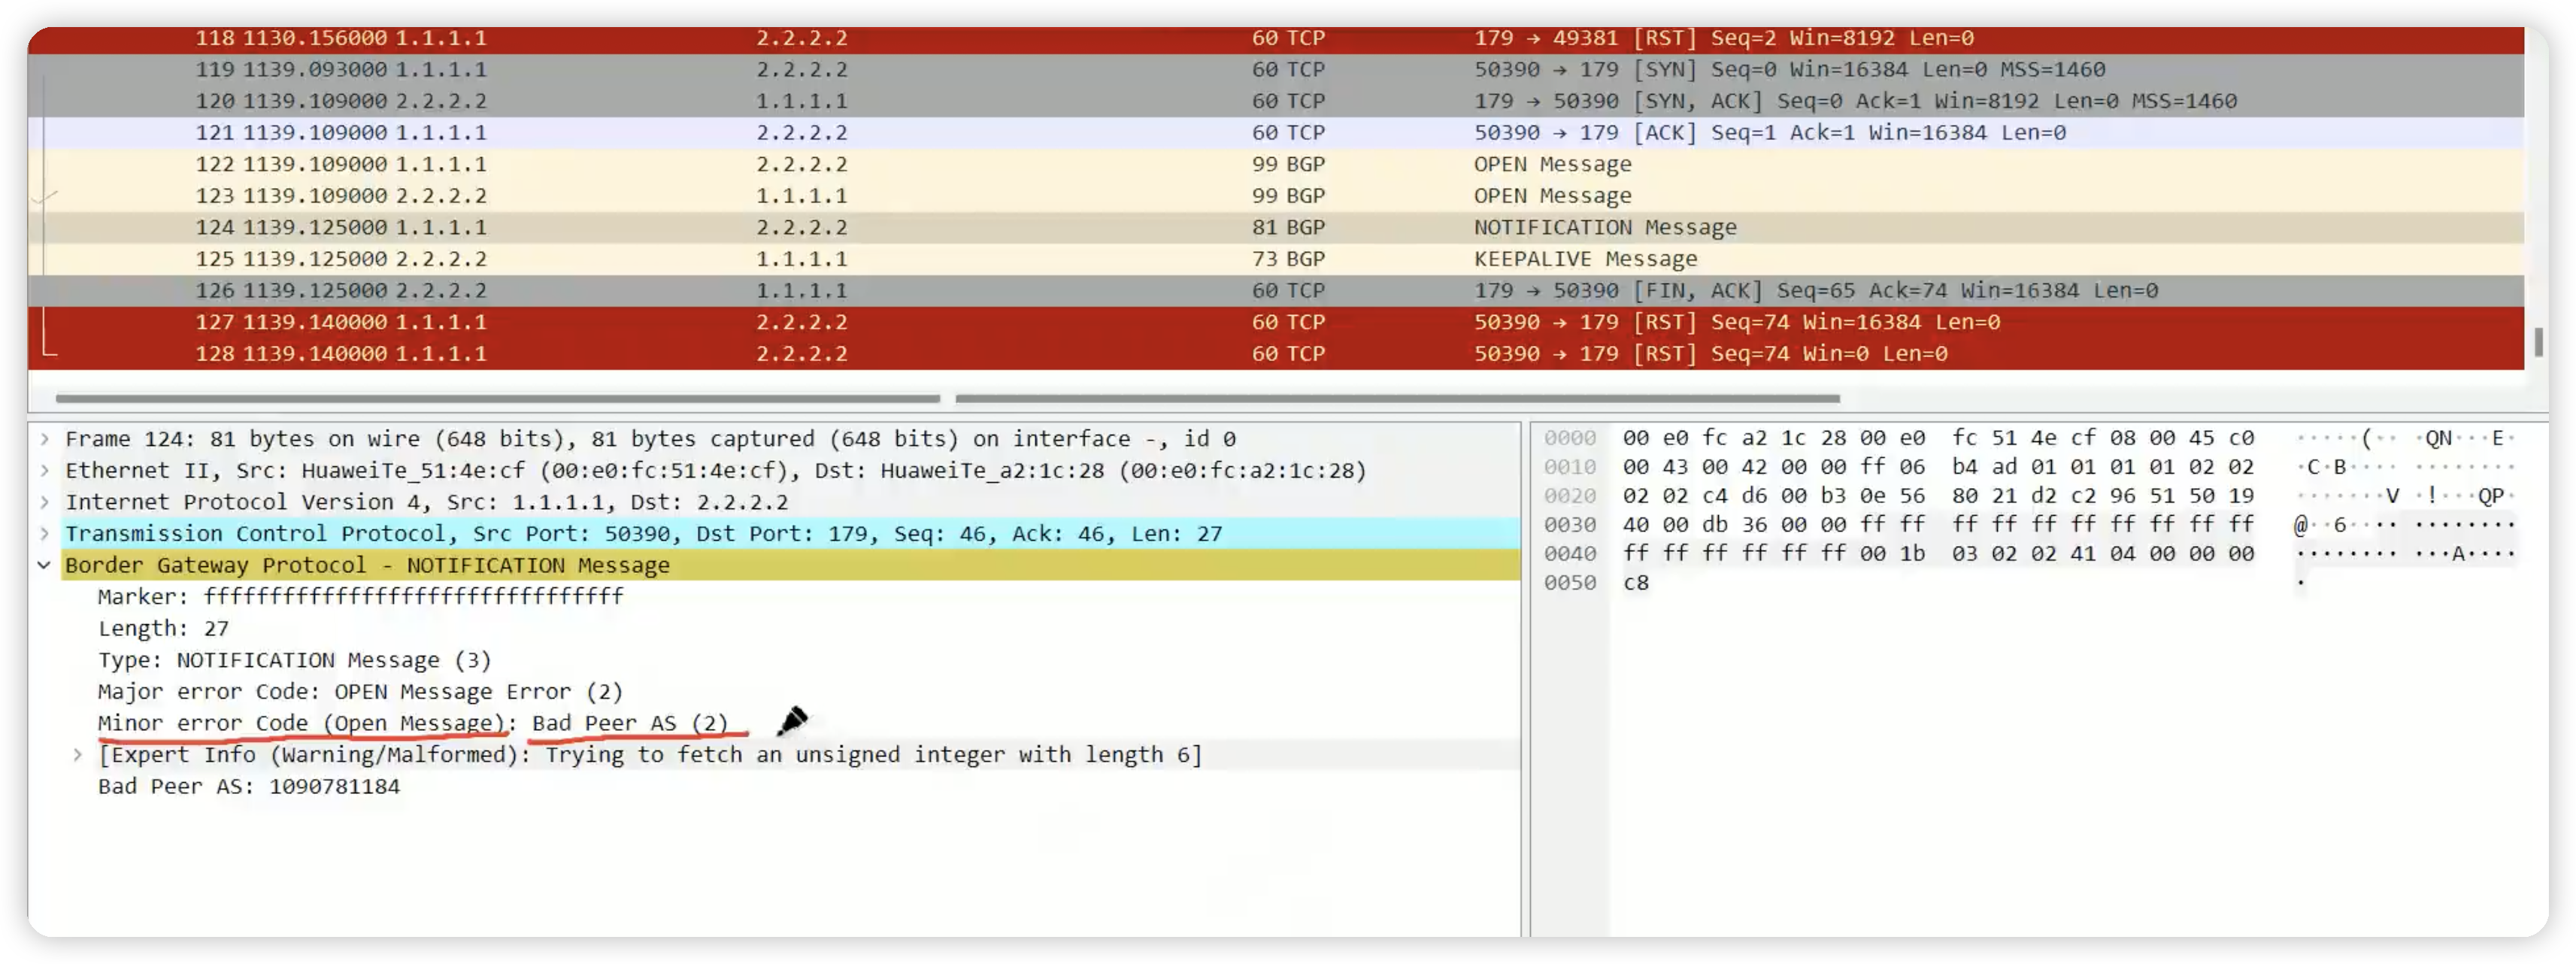 118 1130.156000 1.1.1.1 2.2.2.2 60 TCP 179 → 49381 [RST] Seq=2 Win=8192 Len=0
119 1139.093000 1.1.1.1 2.2.2.2 60 TCP 50390 → 179 [SYN] Seq=0 Win=16384 Len=0 MSS=1460
120 1139.109000 2.2.2.2 1.1.1.1 60 TCP 179 → 50390 [SYN, ACK] Seq=0 Ack=1 Win=8192 Len=0 MSS=1460
121 1139.109000 1.1.1.1 2.2.2.2 60 TCP 50390 → 179 [ACK] Seq=1 Ack=1 Win=16384 Len=0
122 1139.109000 1.1.1.1 2.2.2.2 99 BGP OPEN Message
123 1139.109000 2.2.2.2 1.1.1.1 99 BGP OPEN Message
124 1139.125000 1.1.1.1 2.2.2.2 81 BGP NOTIFICATION Message
125 1139.125000 2.2.2.2 1.1.1.1 73 BGP KEEPALIVE Message
126 1139.125000 2.2.2.2 1.1.1.1 60 TCP 179 → 50390 [FIN, ACK] Seq=65 Ack=74 Win=16384 Len=0
127 1139.140000 1.1.1.1 2.2.2.2 60 TCP 50390 → 179 [RST] Seq=74 Win=16384 Len=0
128 1139.140000 1.1.1.1 2.2.2.2 60 TCP 50390 → 179 [RST] Seq=74 Win=0 Len=0
Frame 124: 81 bytes on wire (648 bits), 81 bytes captured (648 bits) on interface -, id 0
Ethernet II, Src: HuaweiTe_51:4e:cf (00:e0:fc:51:4e:cf), Dst: HuaweiTe_a2:1c:28 (00:e0:fc:a2:1c:28)
Internet Protocol Version 4, Src: 1.1.1.1, Dst: 2.2.2.2
Transmission Control Protocol, Src Port: 50390, Dst Port: 179, Seq: 46, Ack: 46, Len: 27
Border Gateway Protocol - NOTIFICATION Message
Marker: ffffffffffffffffffffffffffffffff
Length: 27
Type: NOTIFICATION Message (3)
Major error Code: OPEN Message Error (2)
Minor error Code (Open Message): Bad Peer AS (2)
[Expert Info (Warning/Malformed): Trying to fetch an unsigned integer with length 6]
Bad Peer AS: 1090781184
0000 00 e0 fc a2 1c 28 00 e0 fc 51 4e cf 08 00 45 c0 ·····(·· ·QN···E·
0010 00 43 00 42 00 00 ff 06 b4 ad 01 01 01 01 02 02 ·C·B···· ········
0020 02 02 c4 d6 00 b3 0e 56 80 21 d2 c2 96 51 50 19 ·······V ·!···QP·
0030 40 00 db 36 00 00 ff ff ff ff ff ff ff ff ff ff @··6···· ········
0040 ff ff ff ff ff ff 00 1b 03 02 02 41 04 00 00 00 ········ ···A····
0050 c8 ·